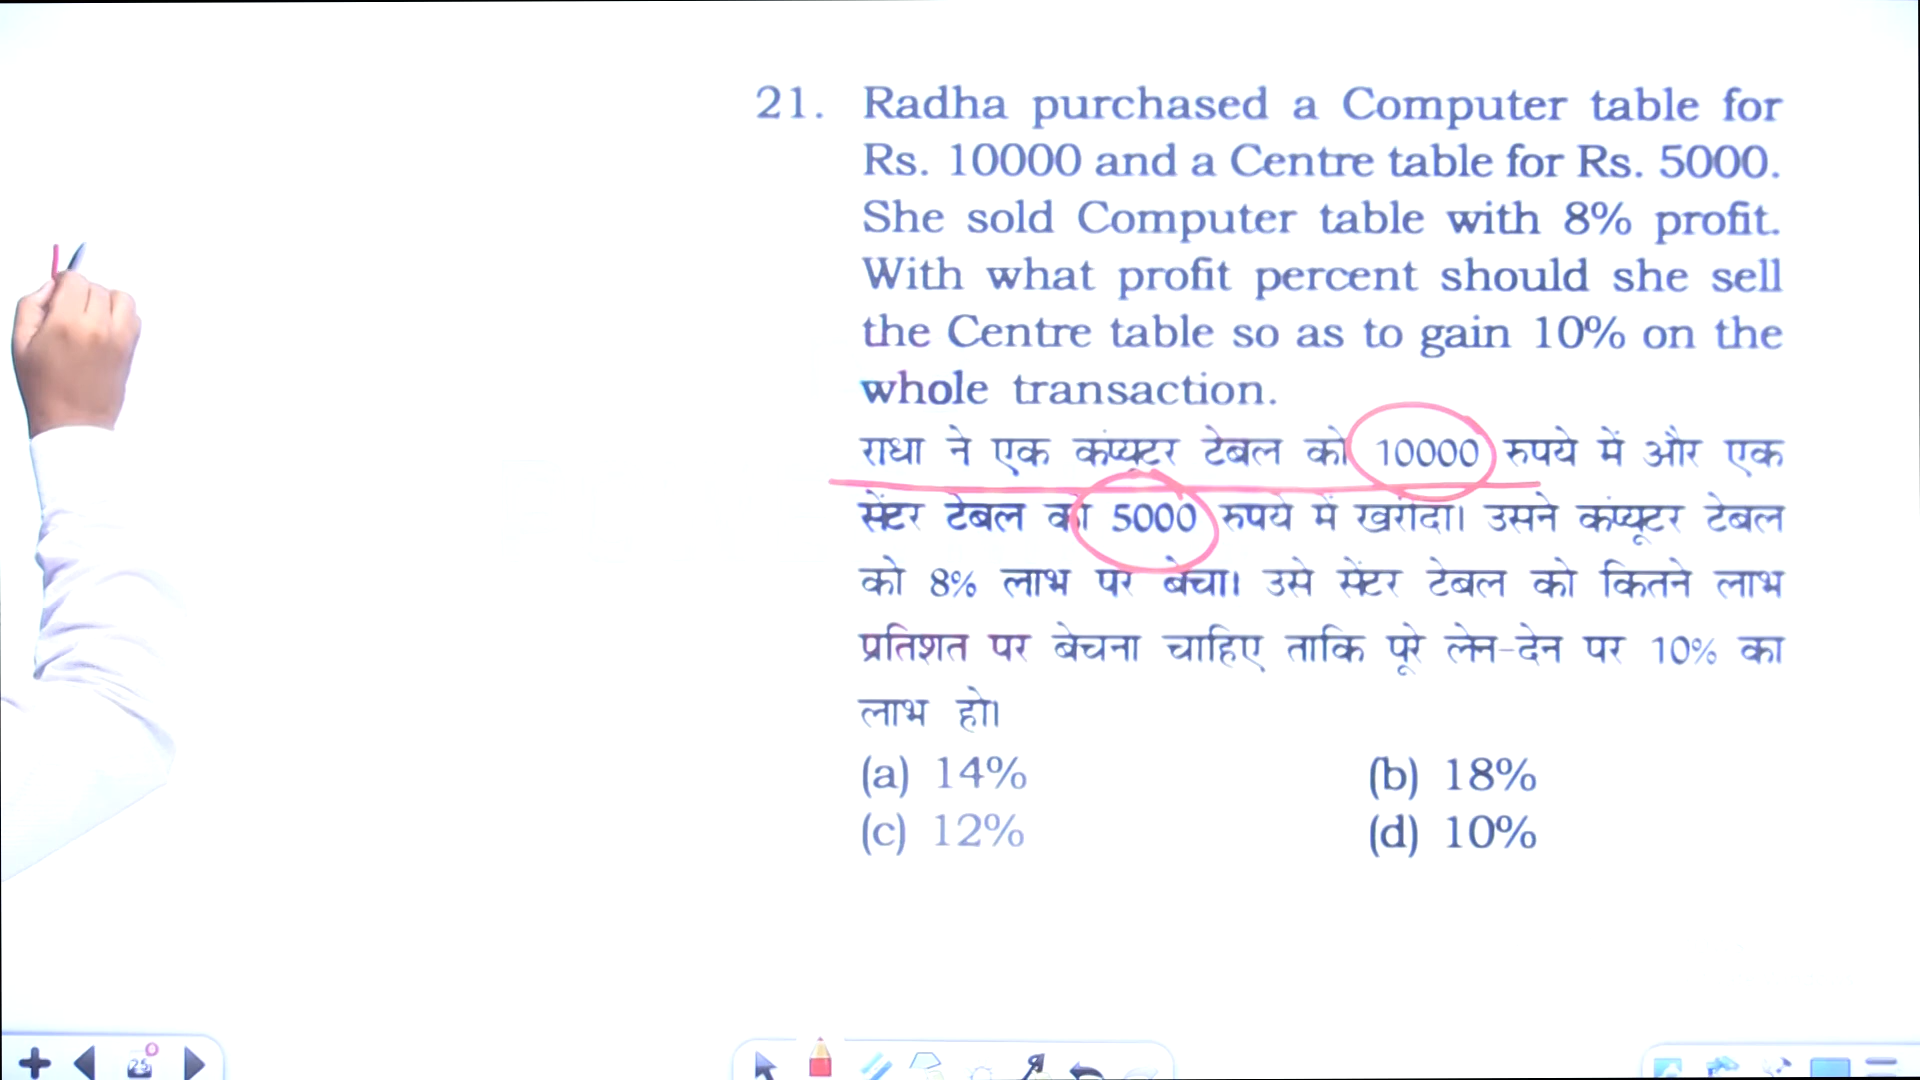 21. Radha purchased a Computer table for
Rs. 10000 and a Centre table for Rs. 5000.
She sold Computer table with 8% profit.
With what profit percent should she sell
the Centre table so as to gain 10% on the
whole transaction.
राधा ने एक कंप्यूटर टेबल को 10000 रुपये में और एक
सेंटर टेबल को 5000 रुपये में खरीदा। उसने कंप्यूटर टेबल
को 8% लाभ पर बेचा। उसे सेंटर टेबल को कितने लाभ
प्रतिशत पर बेचना चाहिए ताकि पूरे लेन-देन पर 10% का
लाभ हो।
(a) 14% (b) 18%
(c) 12% (d) 10%
25